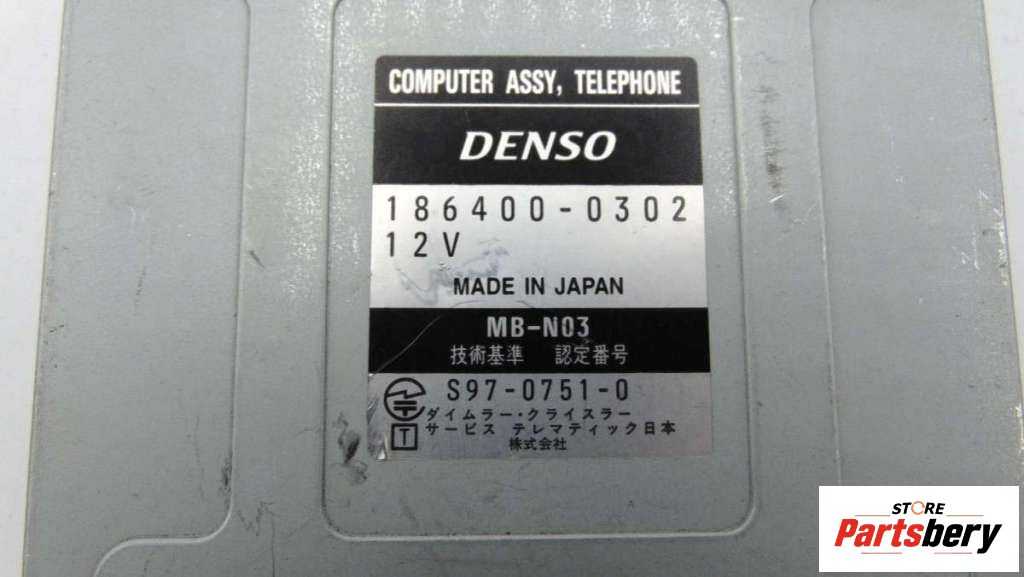 COMPUTER ASSY, TELEPHONE
DENSO
186400-0302
12V
MADE IN JAPAN
MB-N03
技術基準 認定番号
S97-0751-0
ダイムラー・クライスラー
T サービス テレマティック日本
株式会社
STORE
Partsbery